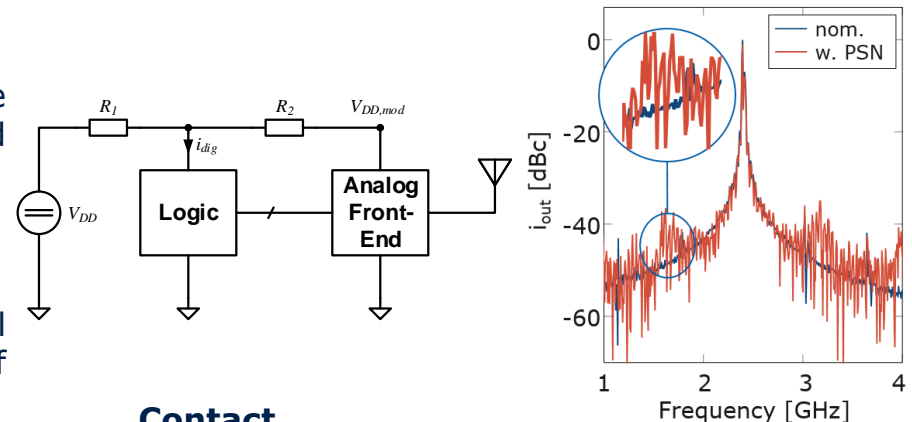 e
d
l
f
R1 R2 VDD,mod
idig
VDD
Logic
Analog
Front-
End
Contact
nom.
w. PSN
iout [dBc]
0
-20
-40
-60
1 2 3 4
Frequency [GHz]